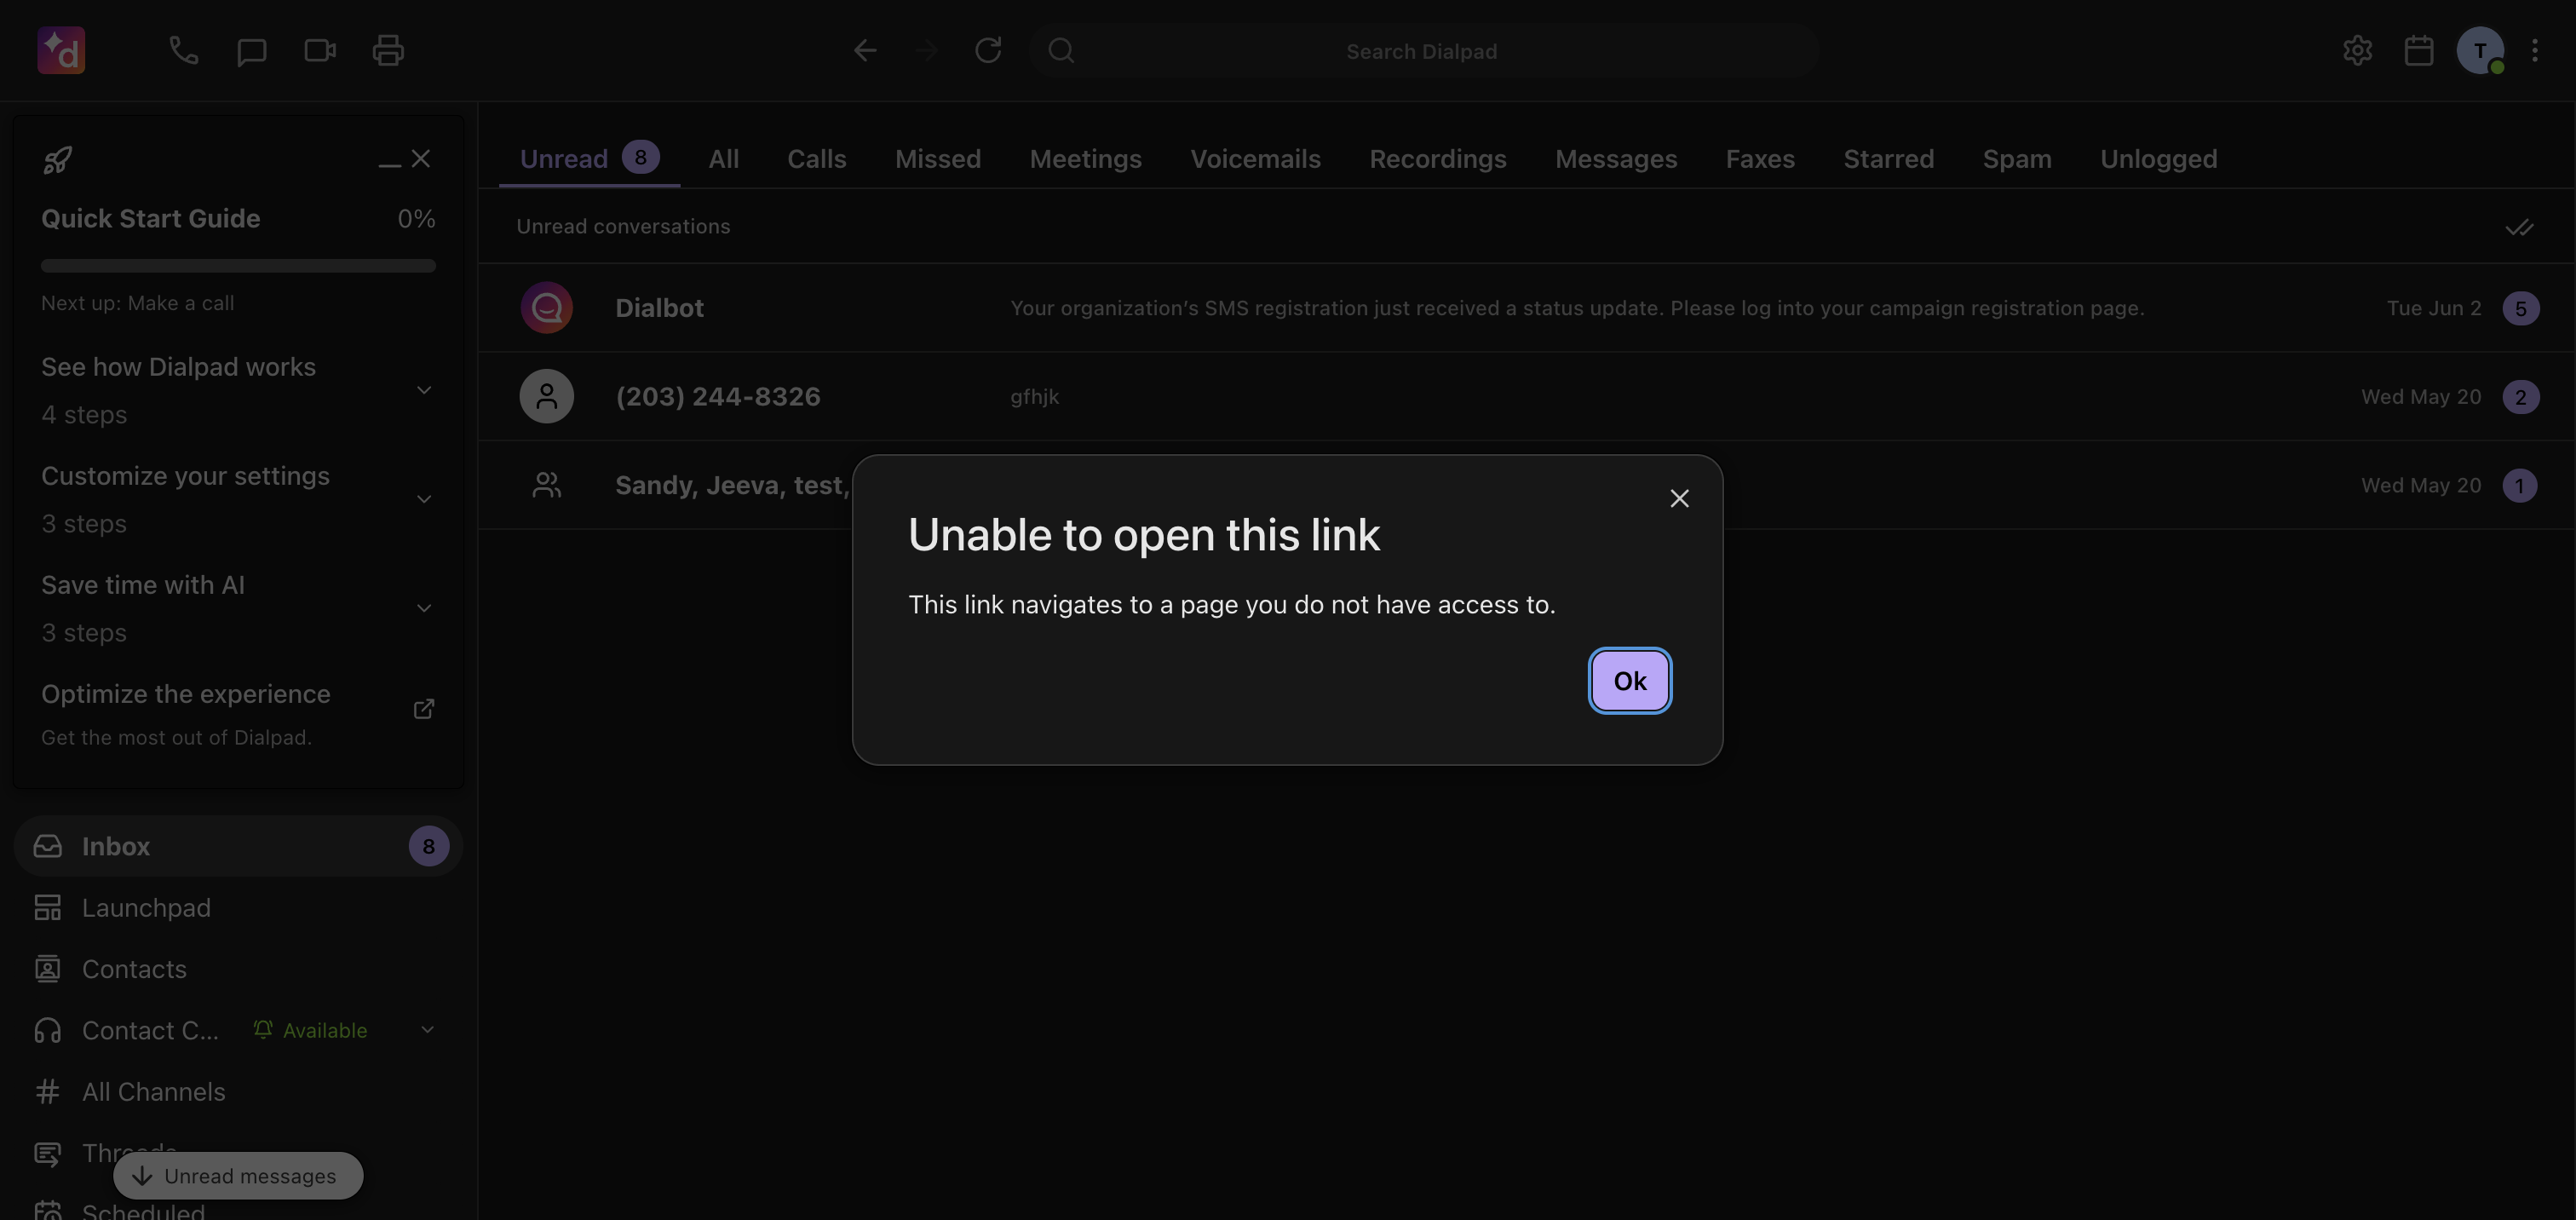 d
Search Dialpad
T
Quick Start Guide 0%
Next up: Make a call
See how Dialpad works
4 steps
Customize your settings
3 steps
Save time with AI
3 steps
Optimize the experience
Get the most out of Dialpad.
Inbox 8
Launchpad
Contacts
Contact C... Available
All Channels
Threads
Unread messages
Scheduled
Unread 8 All Calls Missed Meetings Voicemails Recordings Messages Faxes Starred Spam Unlogged
Unread conversations
Dialbot Your organization’s SMS registration just received a status update. Please log into your campaign registration page. Tue Jun 2 5
(203) 244-8326 gfhjk Wed May 20 2
Sandy, Jeeva, test, Wed May 20 1
Unable to open this link
This link navigates to a page you do not have access to.
Ok